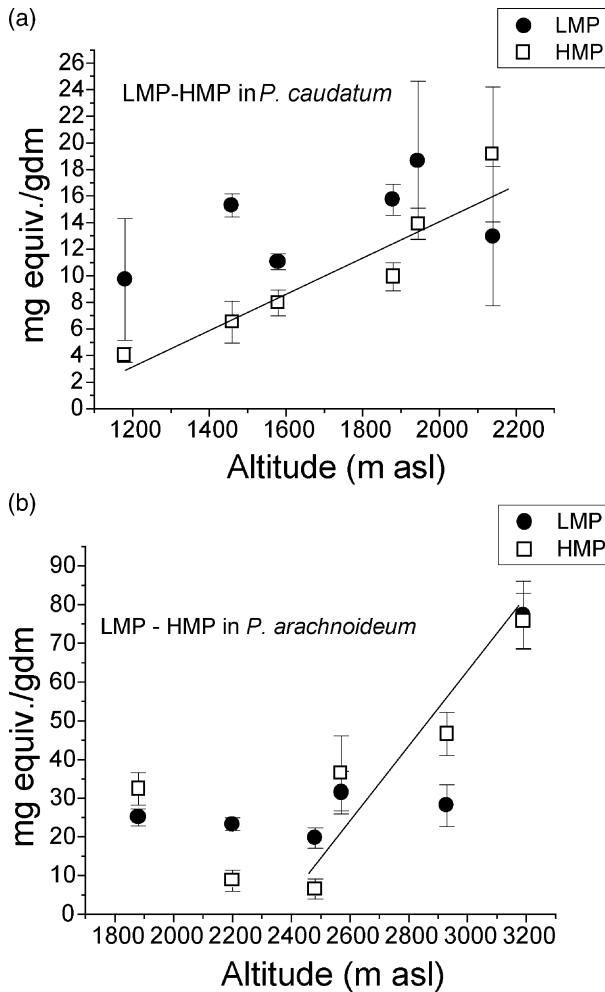 (a)
LMP
HMP
LMP-HMP in P. caudatum
26
24
22
20
18
16
14
12
10
8
6
4
2
0
mg equiv./gdm
1200 1400 1600 1800 2000 2200
Altitude (m asl)
(b)
LMP
HMP
LMP - HMP in P. arachnoideum
90
80
70
60
50
40
30
20
10
0
mg equiv./gdm
1800 2000 2200 2400 2600 2800 3000 3200
Altitude (m asl)